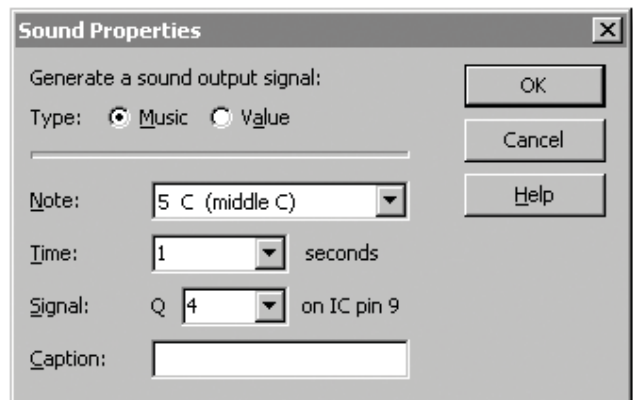 Sound Properties
Generate a sound output signal:
OK
Type: Music Value
Cancel
Note: 5 C (middle C)
Help
Time: 1 seconds
Signal: Q 4 on IC pin 9
Caption: